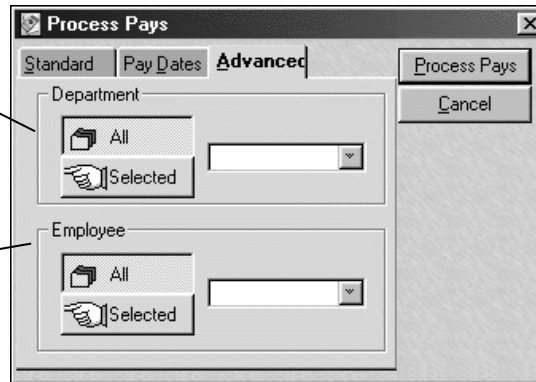 Process Pays
Standard Pay Dates Advanced
Process Pays
Cancel
Department
All
Selected
Employee
All
Selected